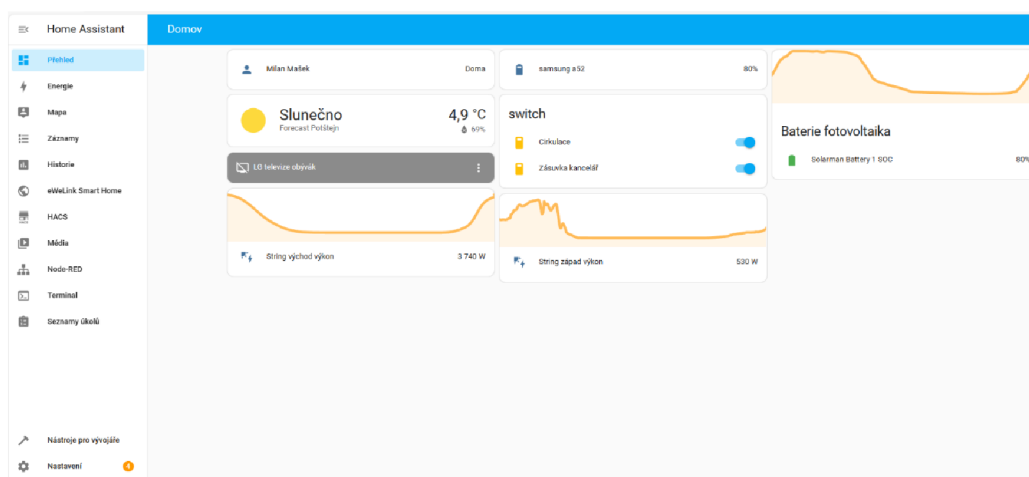 Home Assistant
Domov
Přehled
Energie
Mapa
Záznamy
Historie
eWeLink Smart Home
HACS
Média
Node-RED
Terminal
Seznamy úkolů
Nástroje pro vývojáře
Nastavení
Milan Mašek Doma
Slunečno 4,9 °C
Forecast Potštejn 69%
LG televize obývák
String východ výkon 3 740 W
samsung a52 80%
switch
Cirkulace
Zásuvka kancelář
String západ výkon 530 W
Baterie fotovoltaika
Solarman Battery 1 SOC 80%